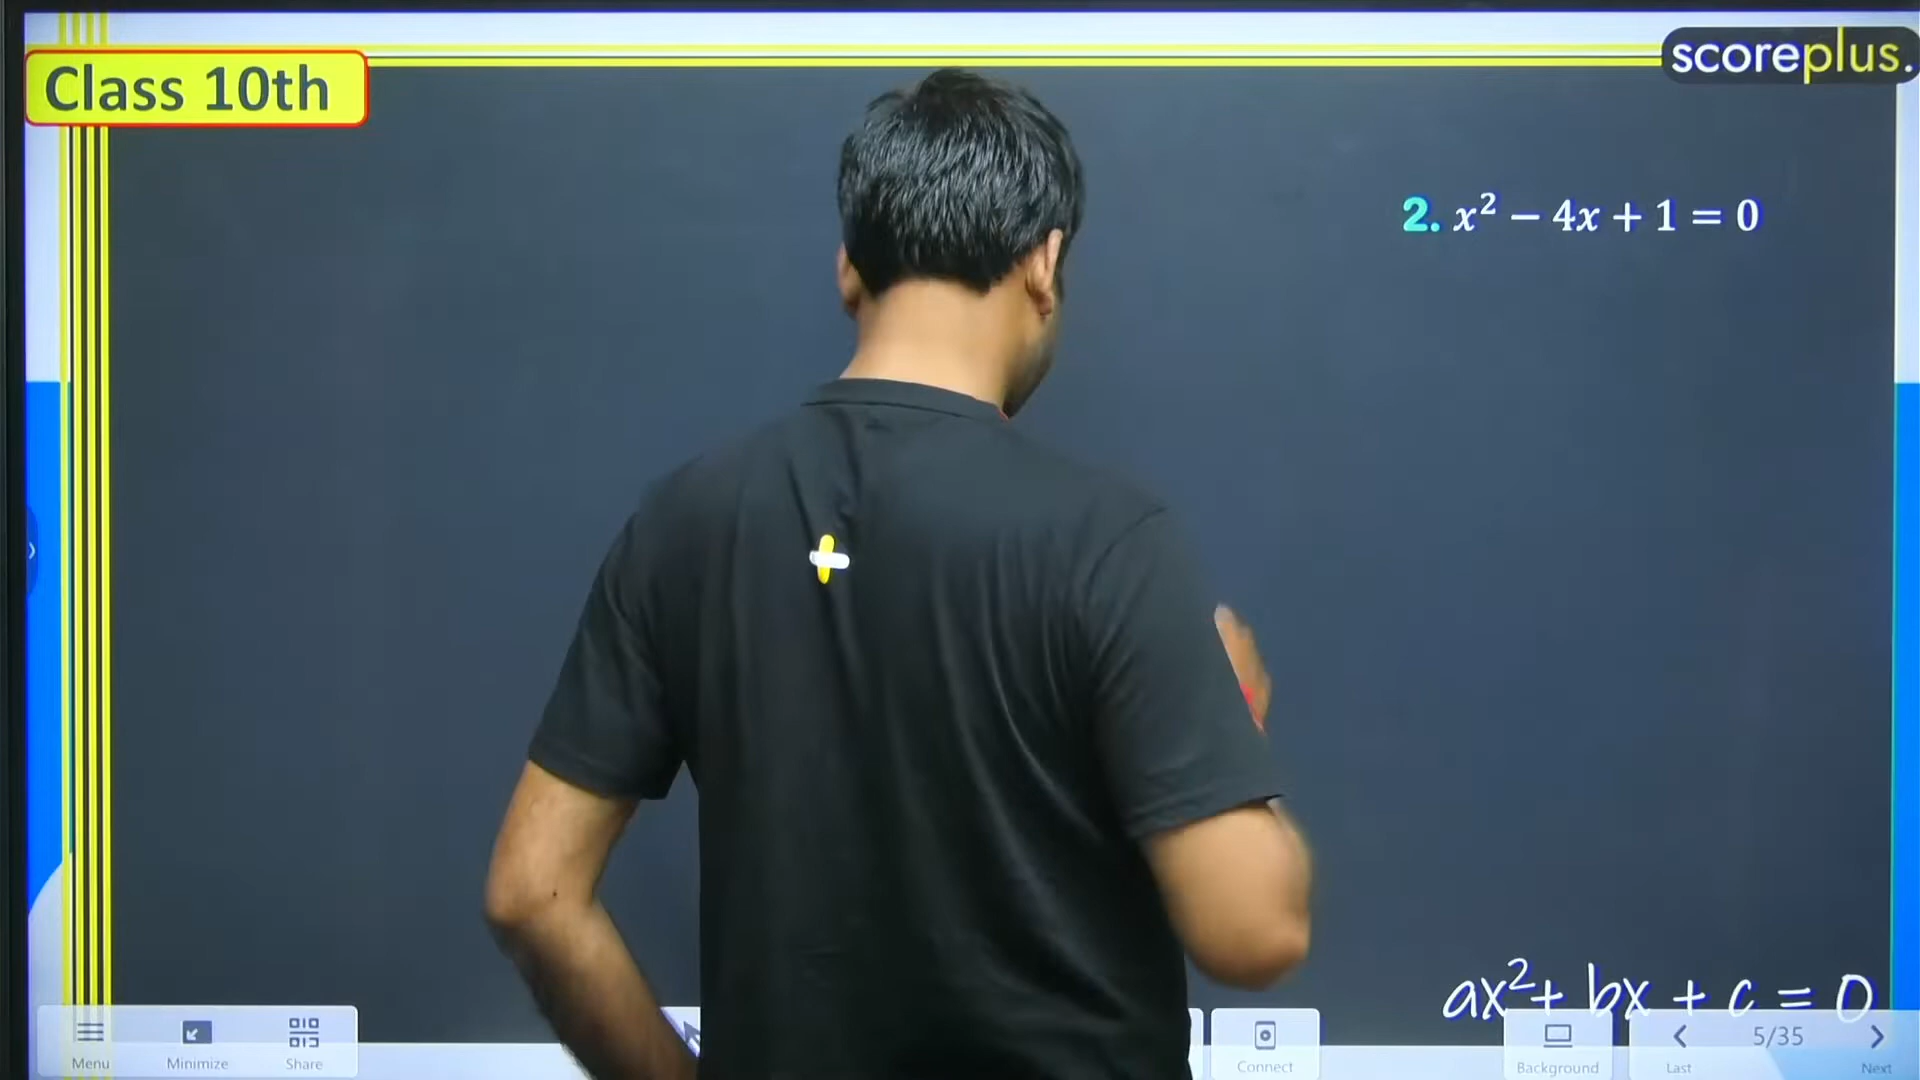 Class 10th
scoreplus.
2. x² − 4x + 1 = 0
ax² + bx + c = 0
Menu
Minimize
Share
Connect
Background
Last
5/35
Next